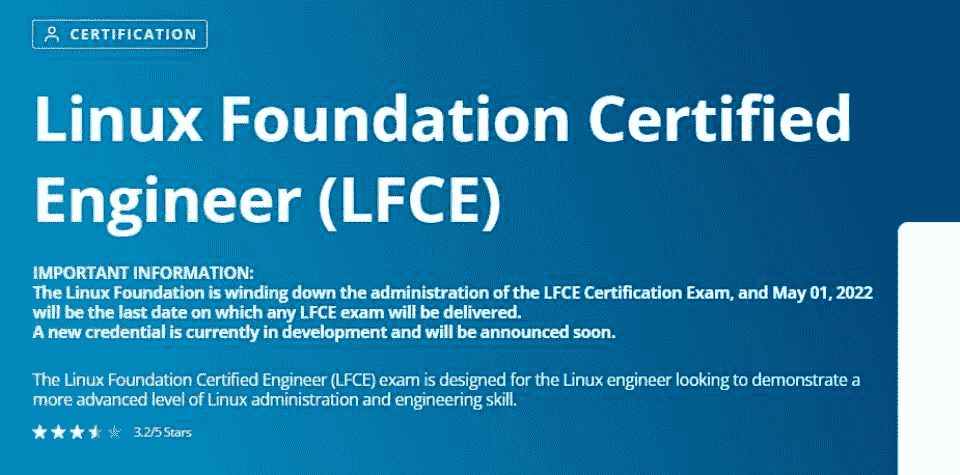 CERTIFICATION
Linux Foundation Certified
Engineer (LFCE)
IMPORTANT INFORMATION:
The Linux Foundation is winding down the administration of the LFCE Certification Exam, and May 01, 2022
will be the last date on which any LFCE exam will be delivered.
A new credential is currently in development and will be announced soon.
The Linux Foundation Certified Engineer (LFCE) exam is designed for the Linux engineer looking to demonstrate a
more advanced level of Linux administration and engineering skill.
3.2/5 Stars